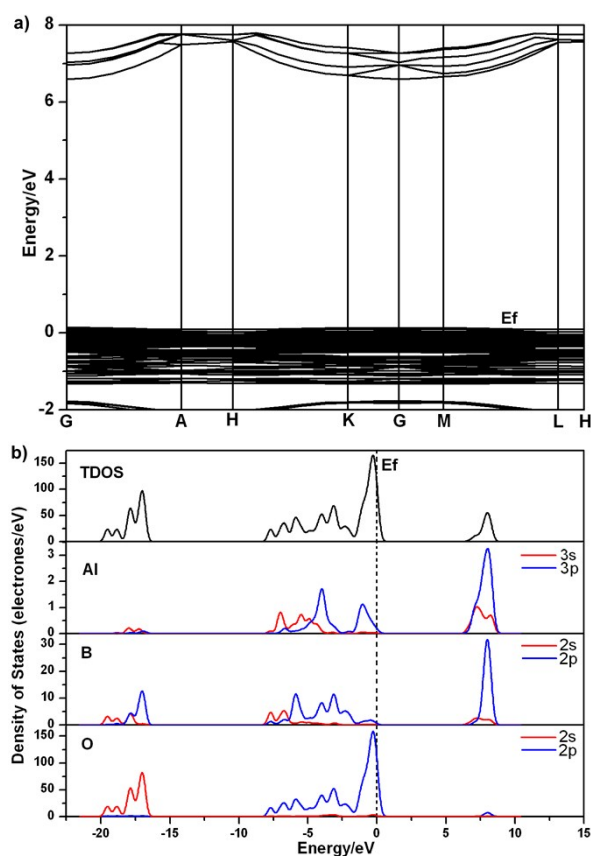 a)
8
6
4
2
0
-2
Energy/eV
Ef
G A H K G M L H
b)
Density of States (electrones/eV)
TDOS
Ef
150
100
50
0
Al
3s
3p
3
2
1
0
B
2s
2p
30
20
10
0
O
2s
2p
150
100
50
0
-20 -15 -10 -5 0 5 10 15
Energy/eV